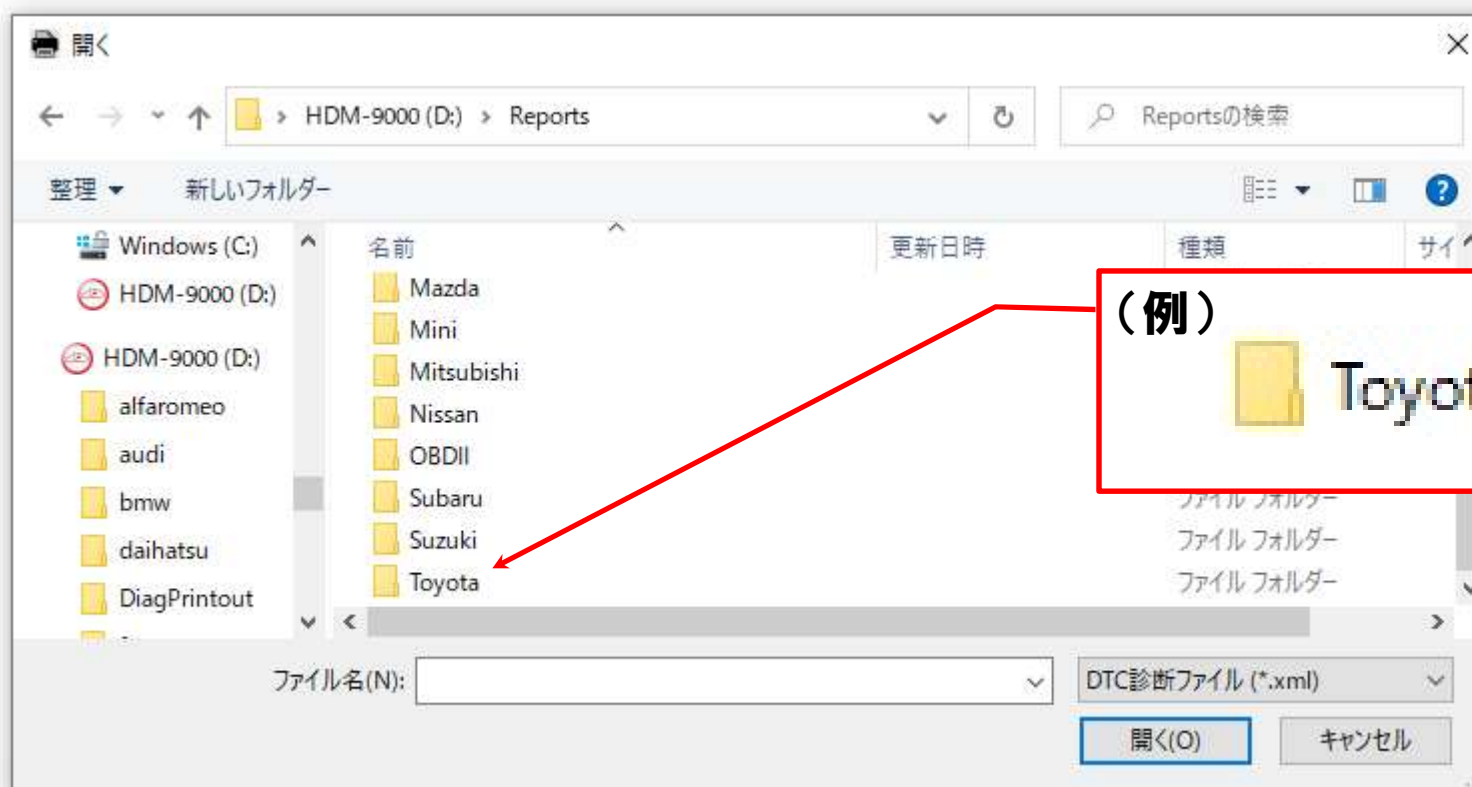 開く
HDM-9000 (D:) > Reports
Reportsの検索
整理
新しいフォルダー
名前
更新日時
種類
サイ
Windows (C:)
HDM-9000 (D:)
HDM-9000 (D:)
alfaromeo
audi
bmw
daihatsu
DiagPrintout
Mazda
Mini
Mitsubishi
Nissan
OBDII
Subaru
Suzuki
Toyota
(例)
Toyot
ファイル フォルダー
ファイル フォルダー
ファイル フォルダー
ファイル名(N):
DTC診断ファイル (*.xml)
開く(O)
キャンセル